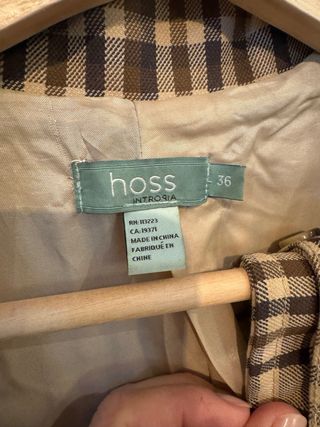 hoss
INTROPIA
36
RN: 113223
CA: 19371
MADE IN CHINA
FABRIQUÉ EN
CHINE